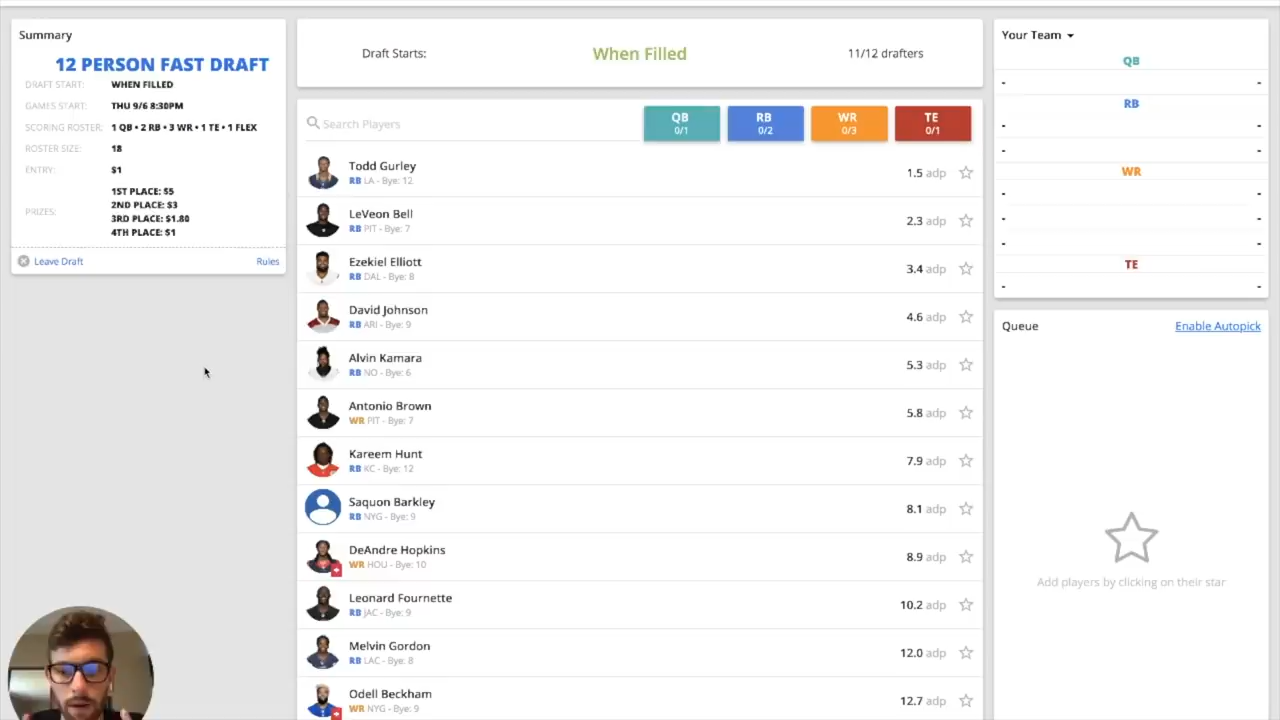 Summary
12 PERSON FAST DRAFT
DRAFT START: WHEN FILLED
GAMES START: THU 9/6 8:30PM
SCORING ROSTER: 1 QB • 2 RB • 3 WR • 1 TE • 1 FLEX
ROSTER SIZE: 18
ENTRY: $1
PRIZES:
1ST PLACE: $5
2ND PLACE: $3
3RD PLACE: $1.80
4TH PLACE: $1
Leave Draft Rules
Draft Starts: When Filled 11/12 drafters
Search Players
QB 0/1
RB 0/2
WR 0/3
TE 0/1
Todd Gurley
RB LA - Bye: 12
1.5 adp
LeVeon Bell
RB PIT - Bye: 7
2.3 adp
Ezekiel Elliott
RB DAL - Bye: 8
3.4 adp
David Johnson
RB ARI - Bye: 9
4.6 adp
Alvin Kamara
RB NO - Bye: 6
5.3 adp
Antonio Brown
WR PIT - Bye: 7
5.8 adp
Kareem Hunt
RB KC - Bye: 12
7.9 adp
Saquon Barkley
RB NYG - Bye: 9
8.1 adp
DeAndre Hopkins
WR HOU - Bye: 10
8.9 adp
Leonard Fournette
RB JAC - Bye: 9
10.2 adp
Melvin Gordon
RB LAC - Bye: 8
12.0 adp
Odell Beckham
WR NYG - Bye: 9
12.7 adp
Your Team
QB
- -
RB
- -
- -
WR
- -
- -
- -
TE
- -
Queue Enable Autopick
Add players by clicking on their star